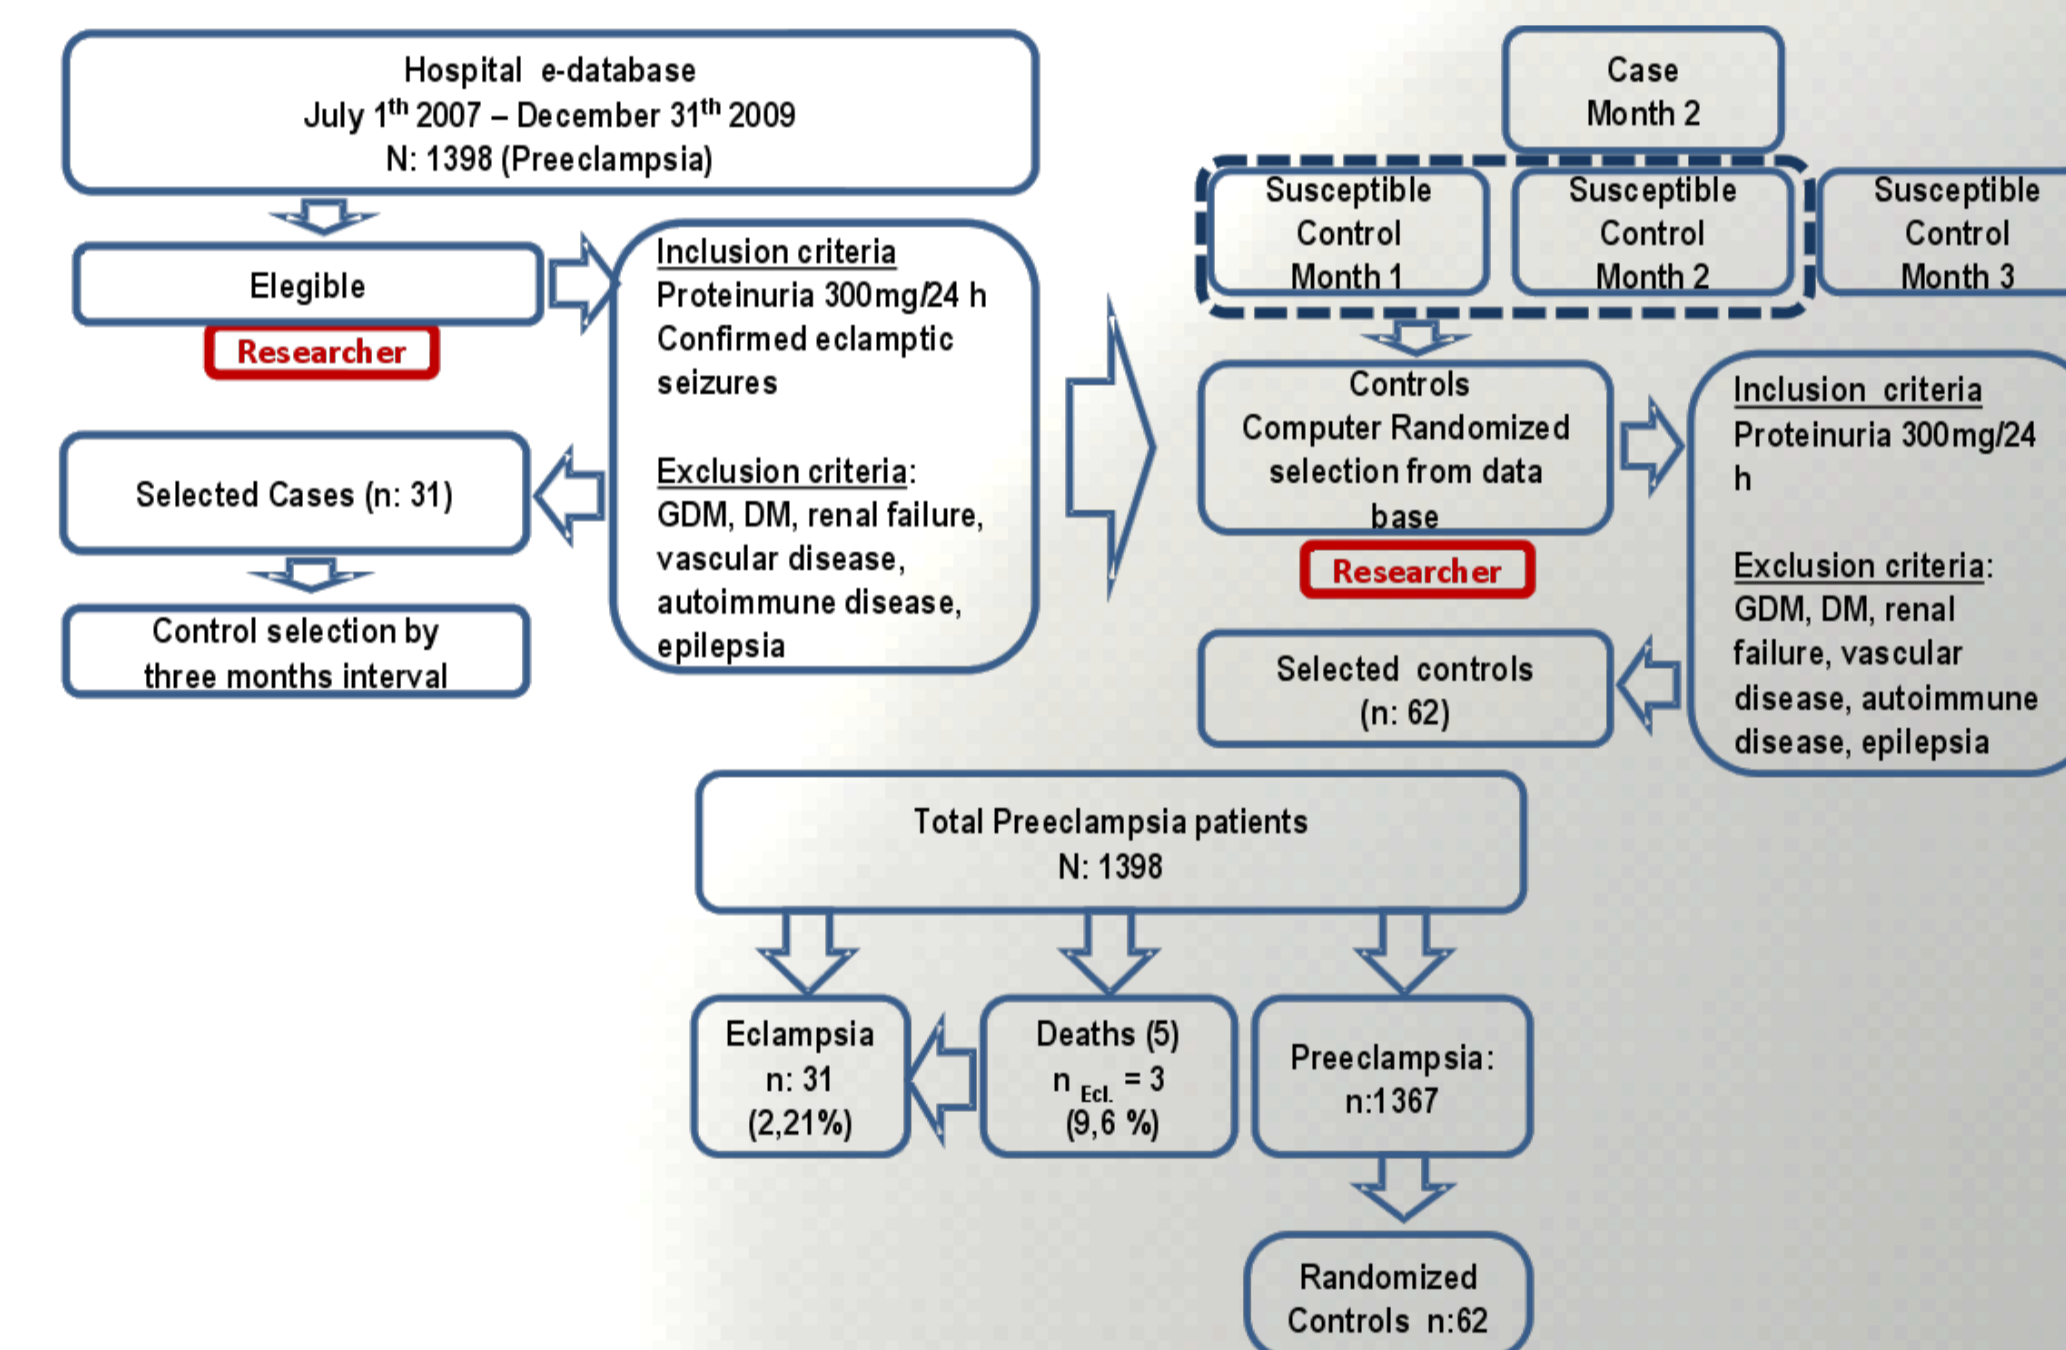 Hospital e-database
July 1th 2007 – December 31th 2009
N: 1398 (Preeclampsia)
Elegible
Researcher
Inclusion criteria
Proteinuria 300mg/24 h
Confirmed eclamptic
seizures
Exclusion criteria:
GDM, DM, renal failure,
vascular disease,
autoimmune disease,
epilepsia
Selected Cases (n: 31)
Control selection by
three months interval
Case
Month 2
Susceptible
Control
Month 1
Susceptible
Control
Month 2
Susceptible
Control
Month 3
Controls
Computer Randomized
selection from data
base
Researcher
Inclusion criteria
Proteinuria 300mg/24
h
Exclusion criteria:
GDM, DM, renal
failure, vascular
disease, autoimmune
disease, epilepsia
Selected controls
(n: 62)
Total Preeclampsia patients
N: 1398
Eclampsia
n: 31
(2,21%)
Deaths (5)
n Ecl. = 3
(9,6 %)
Preeclampsia:
n:1367
Randomized
Controls n:62